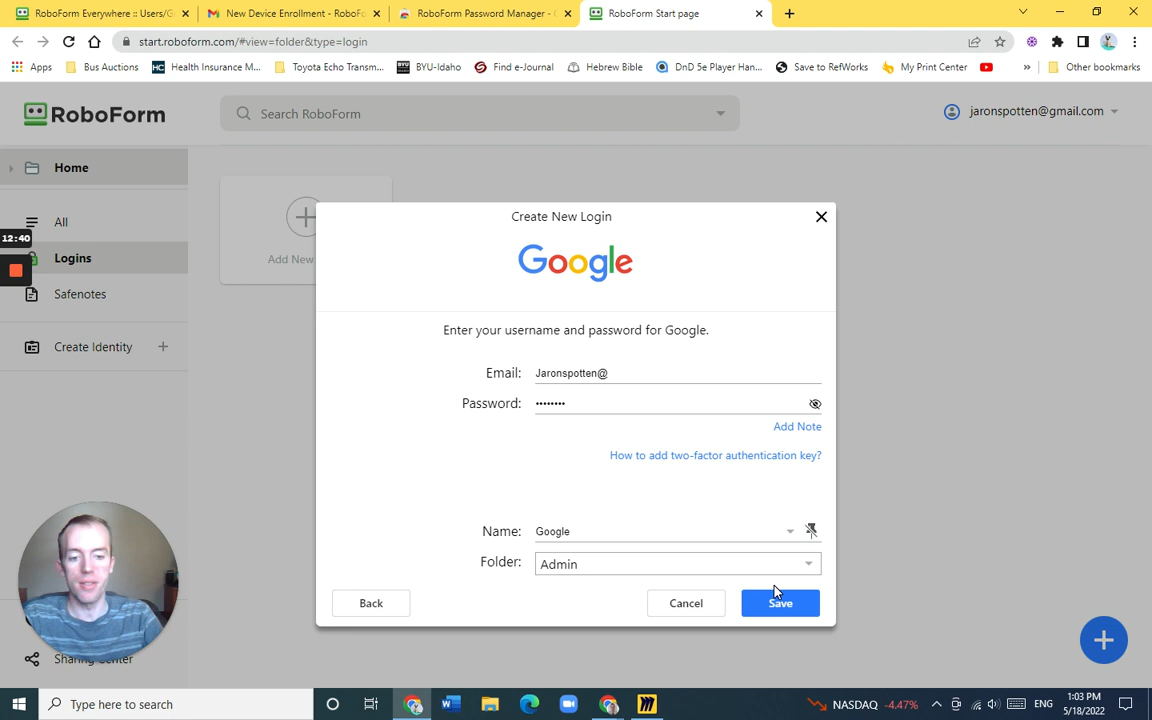 RoboForm Everywhere :: Users/G
New Device Enrollment - RoboFo
RoboForm Password Manager -
RoboForm Start page
start.roboform.com/#view=folder&type=login
Apps
Bus Auctions
HC
Health Insurance M...
Toyota Echo Transm...
BYU-Idaho
Find e-Journal
Hebrew Bible
DnD 5e Player Han...
Save to RefWorks
My Print Center
»
Other bookmarks
RoboForm
Search RoboForm
jaronspotten@gmail.com
Home
All
Logins
Safenotes
Create Identity
12:40
Add New
Create New Login
Google
Enter your username and password for Google.
Email: Jaronspotten@
Password: ••••••••
Add Note
How to add two-factor authentication key?
Name: Google
Folder: Admin
Back
Cancel
Save
Sharing Center
Type here to search
NASDAQ -4.47%
ENG
1:03 PM
5/18/2022